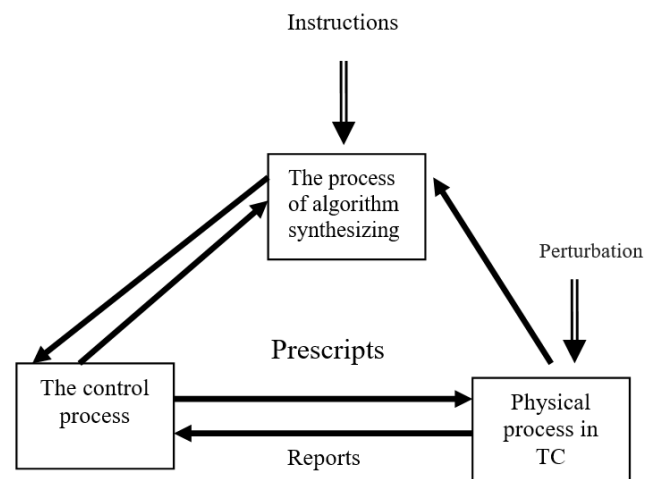 Instructions
The process
of algorithm
synthesizing
Perturbation
Prescripts
The control
process
Physical
process in
TC
Reports